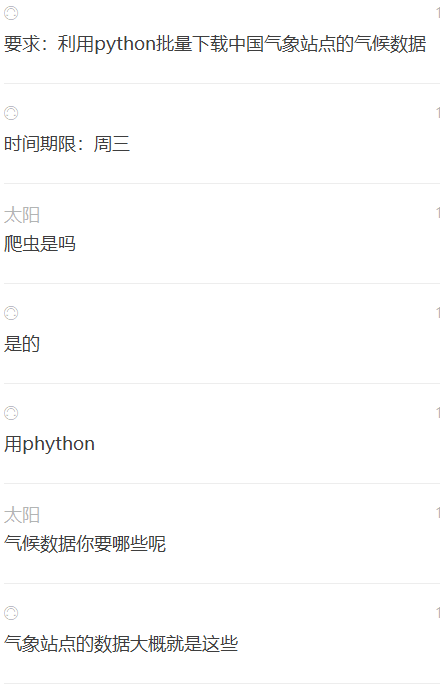 要求：利用python批量下载中国气象站点的气候数据
时间期限：周三
太阳
爬虫是吗
是的
用phython
太阳
气候数据你要哪些呢
气象站点的数据大概就是这些